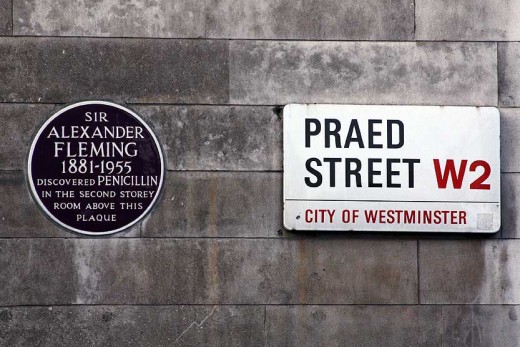 SIR
ALEXANDER
FLEMING
1881-1955
DISCOVERED PENICILLIN
IN THE SECOND STOREY
ROOM ABOVE THIS
PLAQUE
PRAED
STREET W2
CITY OF WESTMINSTER